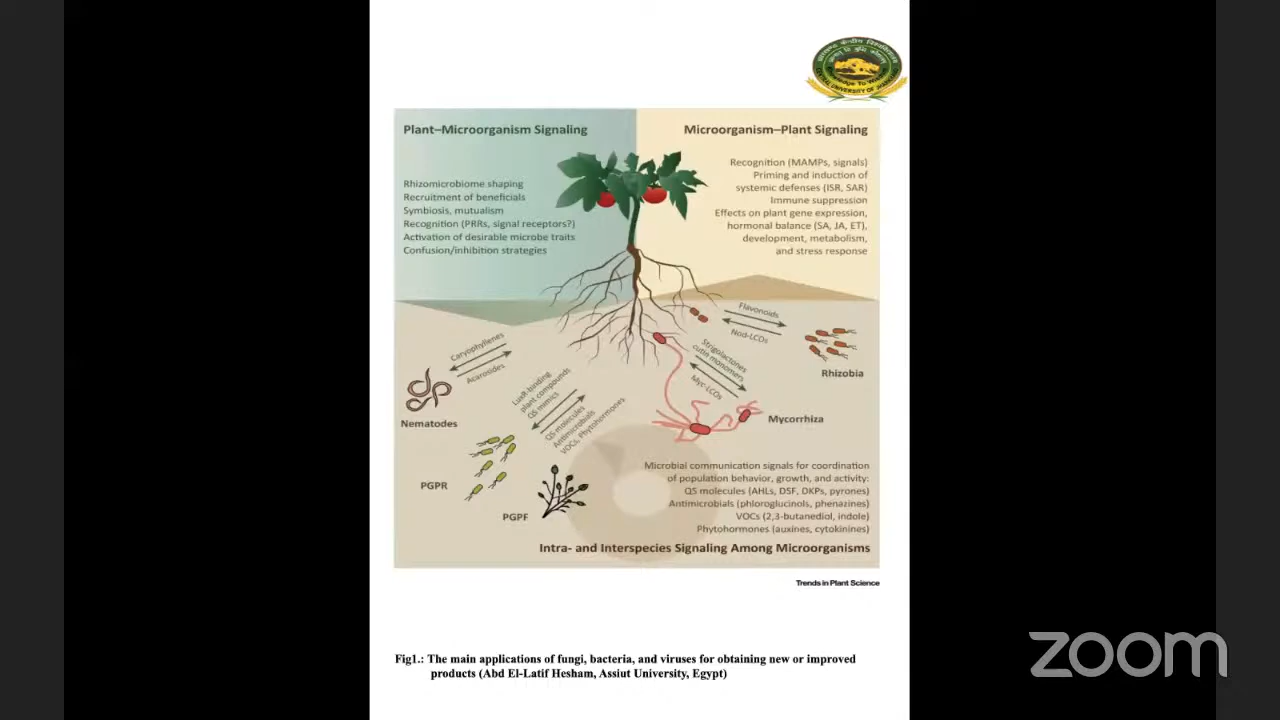 Plant–Microorganism Signaling
Rhizomicrobiome shaping
Recruitment of beneficials
Symbiosis, mutualism
Recognition (PRRs, signal receptors?)
Activation of desirable microbe traits
Confusion/inhibition strategies
Microorganism–Plant Signaling
Recognition (MAMPs, signals)
Priming and induction of
systemic defenses (ISR, SAR)
Immune suppression
Effects on plant gene expression,
hormonal balance (SA, JA, ET),
development, metabolism,
and stress response
Caryophyllenes
Acarosides
Nematodes
LuxR-binding
plant compounds
QS mimics
QS-molecules
Antimicrobials
VOCs, Phytohormones
PGPR
PGPF
Flavonoids
Nod-LCOs
Rhizobia
Strigolactones
cutin monomers
Myc-LCOs
Mycorrhiza
Microbial communication signals for coordination
of population behavior, growth, and activity:
QS molecules (AHLs, DSF, DKPs, pyrones)
Antimicrobials (phloroglucinols, phenazines)
VOCs (2,3-butanediol, indole)
Phytohormones (auxines, cytokinines)
Intra- and Interspecies Signaling Among Microorganisms
Trends in Plant Science
Fig1.: The main applications of fungi, bacteria, and viruses for obtaining new or improved
products (Abd El-Latif Hesham, Assiut University, Egypt)
zoom